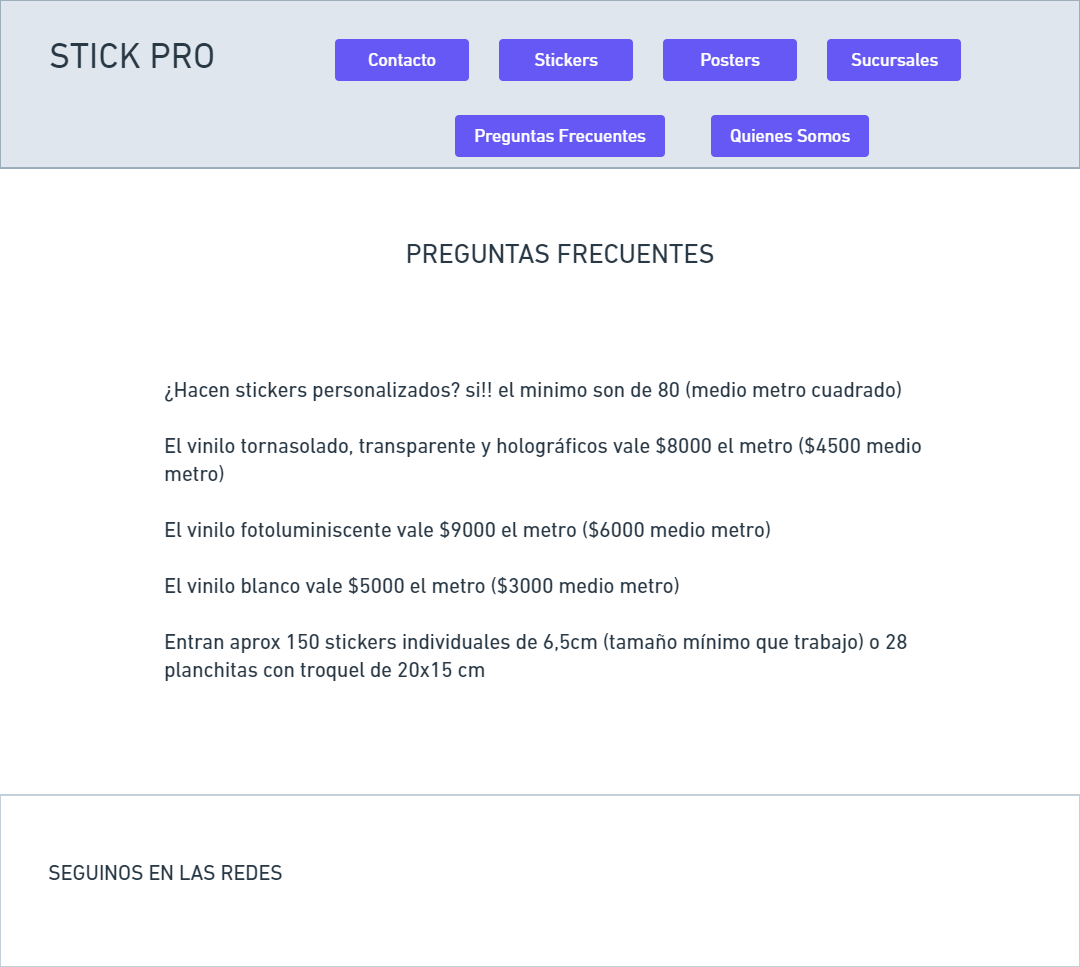 STICK PRO
Contacto
Stickers
Posters
Sucursales
Preguntas Frecuentes
Quienes Somos
PREGUNTAS FRECUENTES
¿Hacen stickers personalizados? si!! el minimo son de 80 (medio metro cuadrado)
El vinilo tornasolado, transparente y holográficos vale $8000 el metro ($4500 medio
metro)
El vinilo fotoluminiscente vale $9000 el metro ($6000 medio metro)
El vinilo blanco vale $5000 el metro ($3000 medio metro)
Entran aprox 150 stickers individuales de 6,5cm (tamaño mínimo que trabajo) o 28
planchitas con troquel de 20x15 cm
SEGUINOS EN LAS REDES